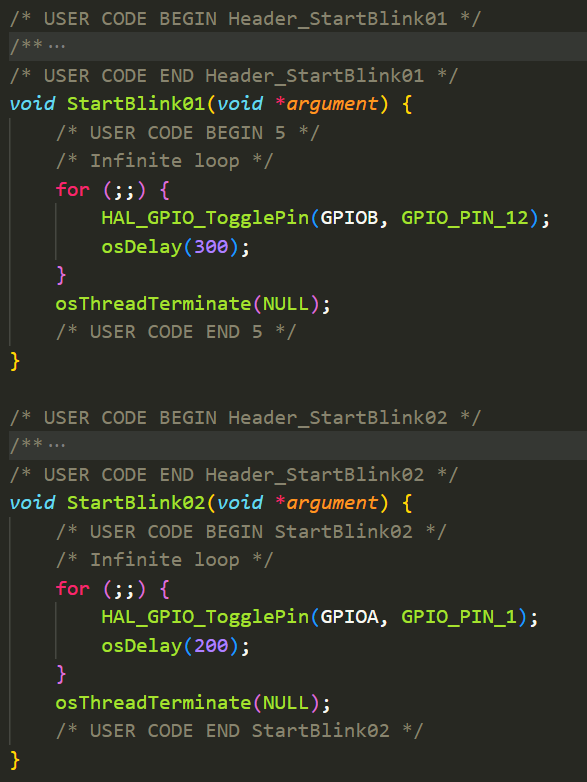 /* USER CODE BEGIN Header_StartBlink01 */
/**…
/* USER CODE END Header_StartBlink01 */
void StartBlink01(void *argument) {
    /* USER CODE BEGIN 5 */
    /* Infinite loop */
    for (;;) {
        HAL_GPIO_TogglePin(GPIOB, GPIO_PIN_12);
        osDelay(300);
    }
    osThreadTerminate(NULL);
    /* USER CODE END 5 */
}

/* USER CODE BEGIN Header_StartBlink02 */
/**…
/* USER CODE END Header_StartBlink02 */
void StartBlink02(void *argument) {
    /* USER CODE BEGIN StartBlink02 */
    /* Infinite loop */
    for (;;) {
        HAL_GPIO_TogglePin(GPIOA, GPIO_PIN_1);
        osDelay(200);
    }
    osThreadTerminate(NULL);
    /* USER CODE END StartBlink02 */
}